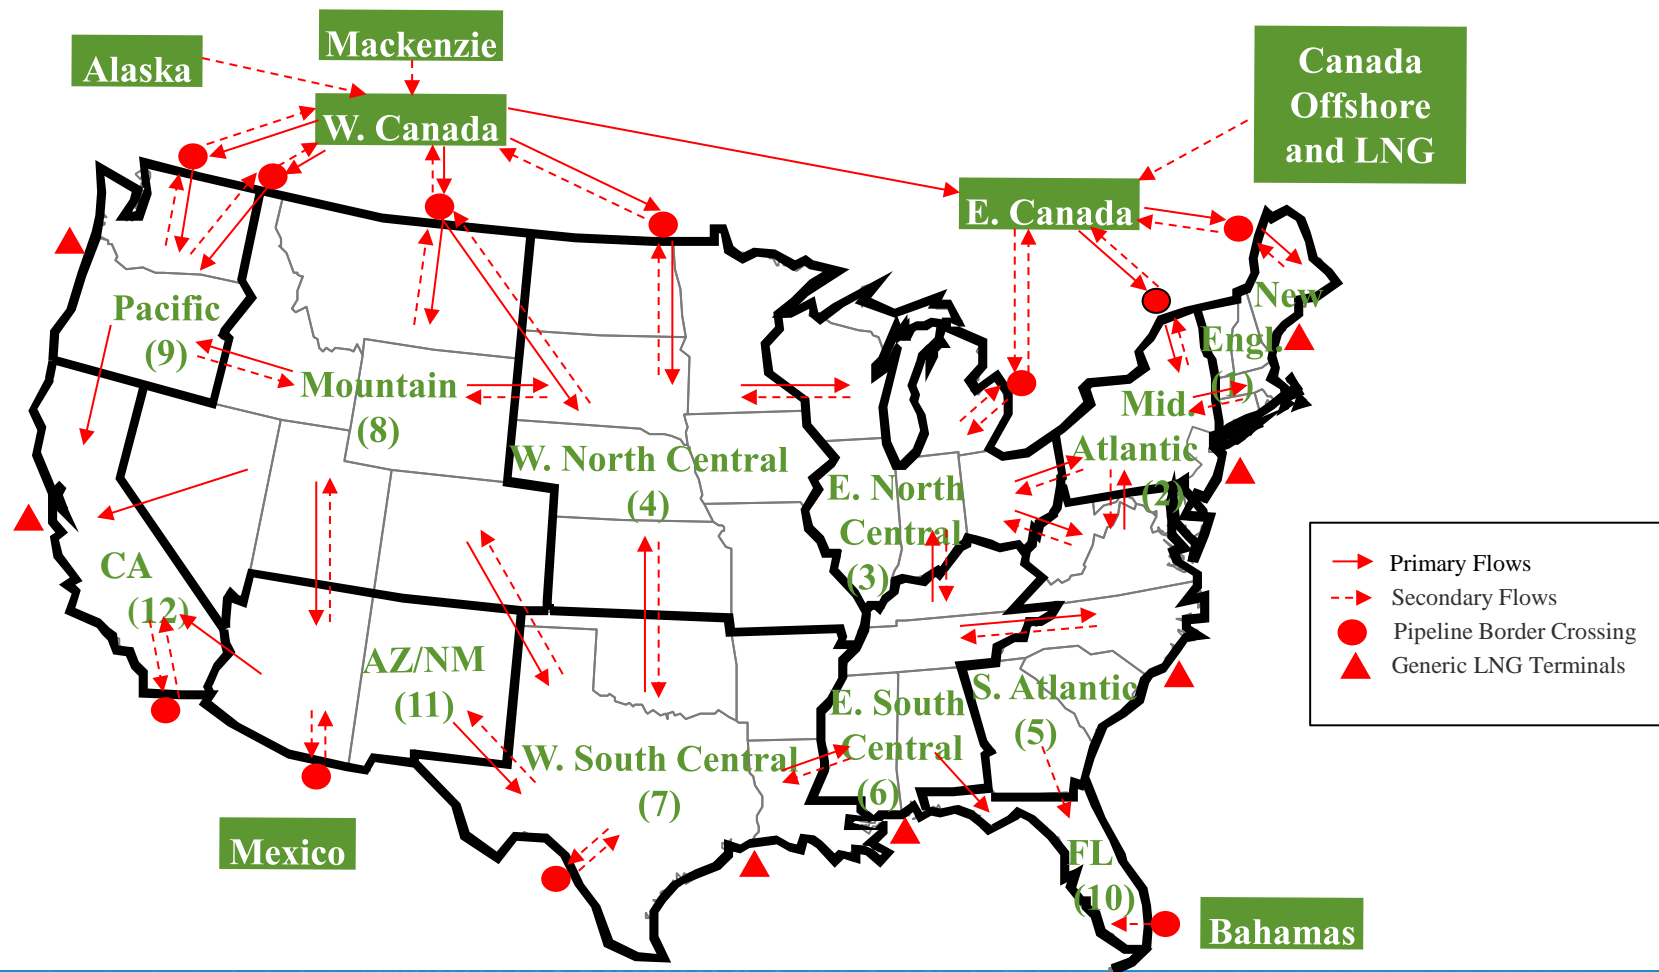 Mackenzie
Alaska
W. Canada
Canada
Offshore
and LNG
E. Canada
New
Engl.
(1)
Pacific
(9)
Mountain
(8)
Mid.
Atlantic
(2)
W. North Central
(4)
E. North
Central
(3)
CA
(12)
AZ/NM
(11)
W. South Central
(7)
E. South
Central
(6)
S. Atlantic
(5)
FL
(10)
Mexico
Bahamas
Primary Flows
Secondary Flows
Pipeline Border Crossing
Generic LNG Terminals